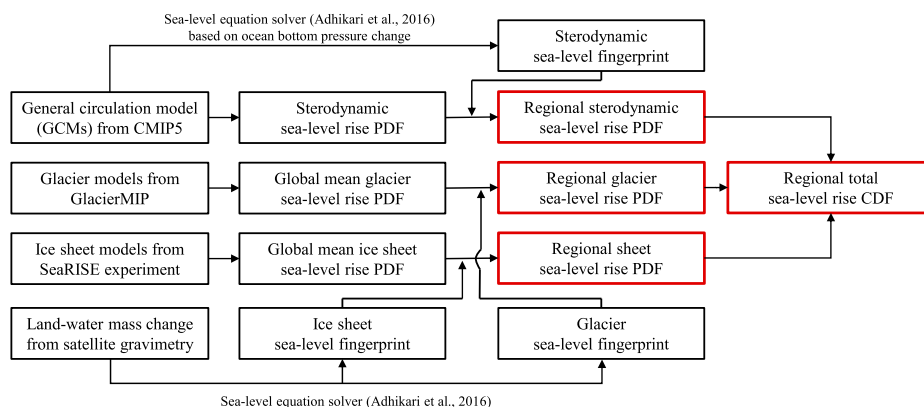 Sea-level equation solver (Adhikari et al., 2016)
based on ocean bottom pressure change
Sterodynamic
sea-level fingerprint
General circulation model
(GCMs) from CMIP5
Sterodynamic
sea-level rise PDF
Regional sterodynamic
sea-level rise PDF
Glacier models from
GlacierMIP
Global mean glacier
sea-level rise PDF
Regional glacier
sea-level rise PDF
Regional total
sea-level rise CDF
Ice sheet models from
SeaRISE experiment
Global mean ice sheet
sea-level rise PDF
Regional sheet
sea-level rise PDF
Land-water mass change
from satellite gravimetry
Ice sheet
sea-level fingerprint
Glacier
sea-level fingerprint
Sea-level equation solver (Adhikari et al., 2016)